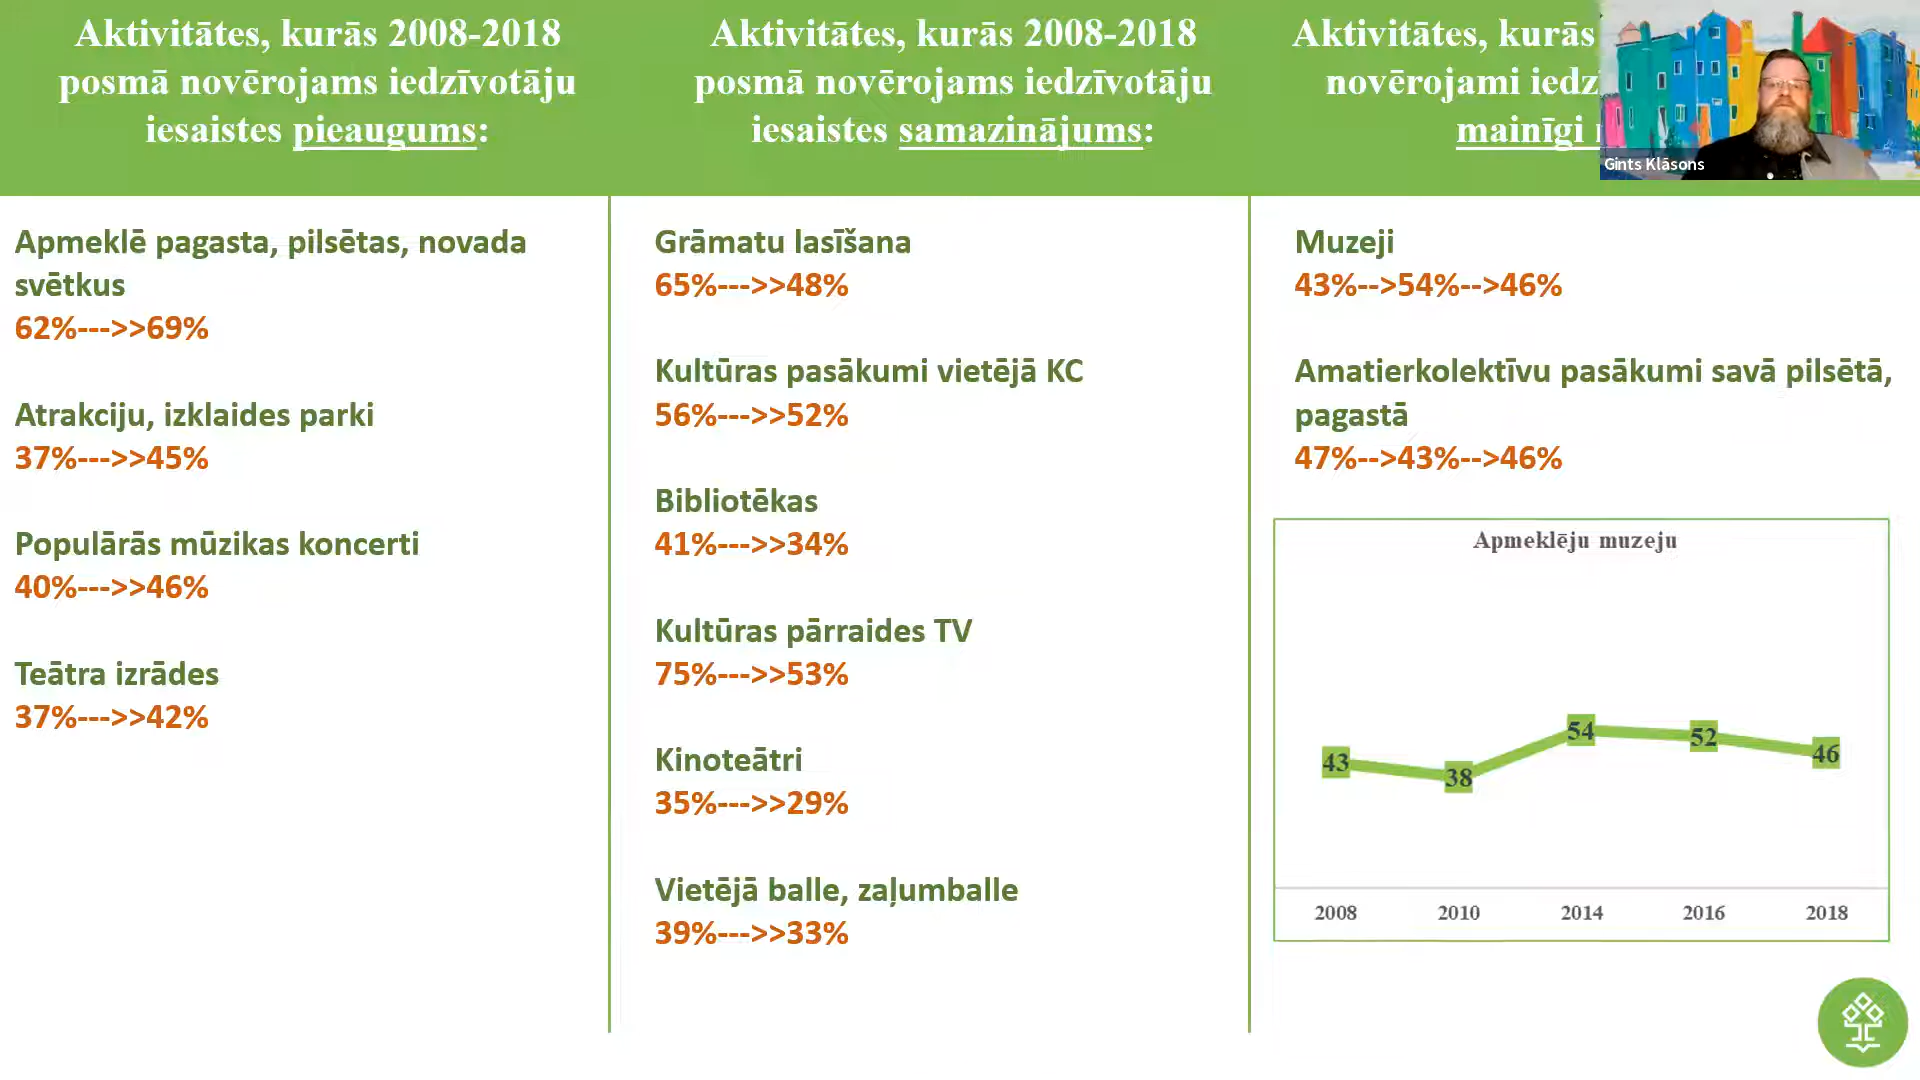 Aktivitātes, kurās 2008-2018
posmā novērojams iedzīvotāju
iesaistes pieaugums:
Apmeklē pagasta, pilsētas, novada
svētkus
62%--->>69%
Atrakciju, izklaides parki
37%--->>45%
Populārās mūzikas koncerti
40%--->>46%
Teātra izrādes
37%--->>42%
Aktivitātes, kurās 2008-2018
posmā novērojams iedzīvotāju
iesaistes samazinājums:
Grāmatu lasīšana
65%--->>48%
Kultūras pasākumi vietējā KC
56%--->>52%
Bibliotēkas
41%--->>34%
Kultūras pārraides TV
75%--->>53%
Kinoteātri
35%--->>29%
Vietējā balle, zaļumballe
39%--->>33%
Aktivitātes, kurās
novērojami
mainīgi
Gints Klāsons
Muzeji
43%-->54%-->46%
Amatierkolektīvu pasākumi savā pilsētā,
pagastā
47%-->43%-->46%
Apmeklēju muzeju
43 38 54 52 46
2008 2010 2014 2016 2018